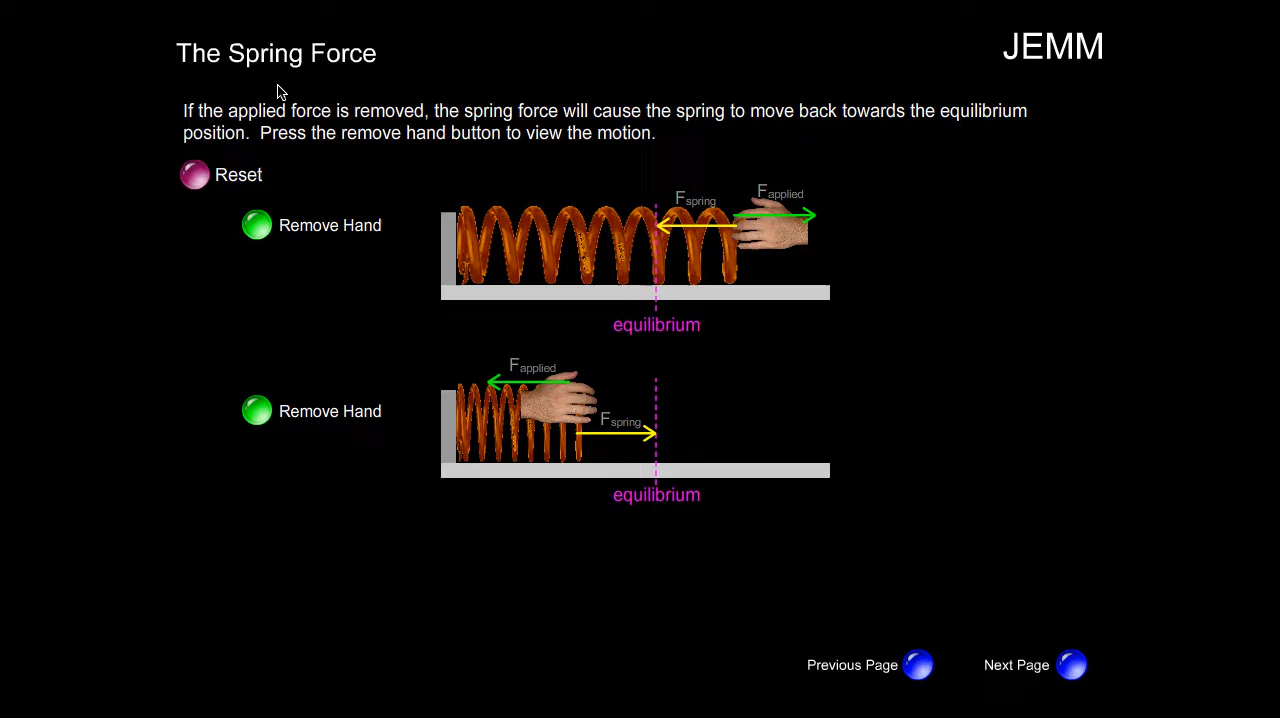 The Spring Force
JEMM
If the applied force is removed, the spring force will cause the spring to move back towards the equilibrium
position.  Press the remove hand button to view the motion.
Reset
Remove Hand
Fspring
Fapplied
equilibrium
Remove Hand
Fapplied
Fspring
equilibrium
Previous Page
Next Page